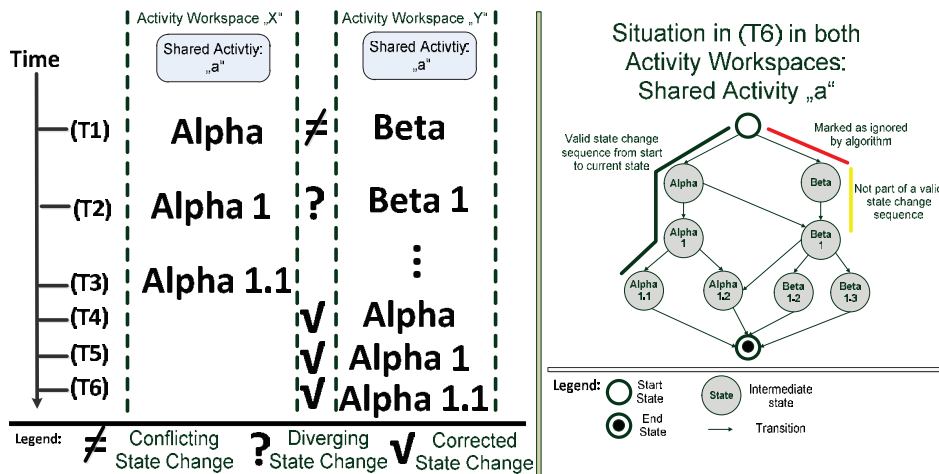 Activity Workspace „X“
Activity Workspace „Y“
Time
Shared Activtiy:
„a“
Shared Activity:
„a“
(T1)
Alpha
≠
Beta
(T2)
Alpha 1
?
Beta 1
⋮
(T3)
Alpha 1.1
(T4)
√
Alpha
(T5)
√
Alpha 1
(T6)
√
Alpha 1.1
Legend:
≠
Conflicting
State Change
?
Diverging
State Change
√
Corrected
State Change
Situation in (T6) in both
Activity Workspaces:
Shared Activity „a“
Valid state change
sequence from start
to current state
Marked as ignored
by algorithm
Not part of a valid
state change
sequence
Alpha
Beta
Alpha
1
Beta
1
Alpha
1.1
Alpha
1.2
Beta
1.2
Beta
1.3
Legend:
Start
State
State
Intermediate
state
End
State
Transition